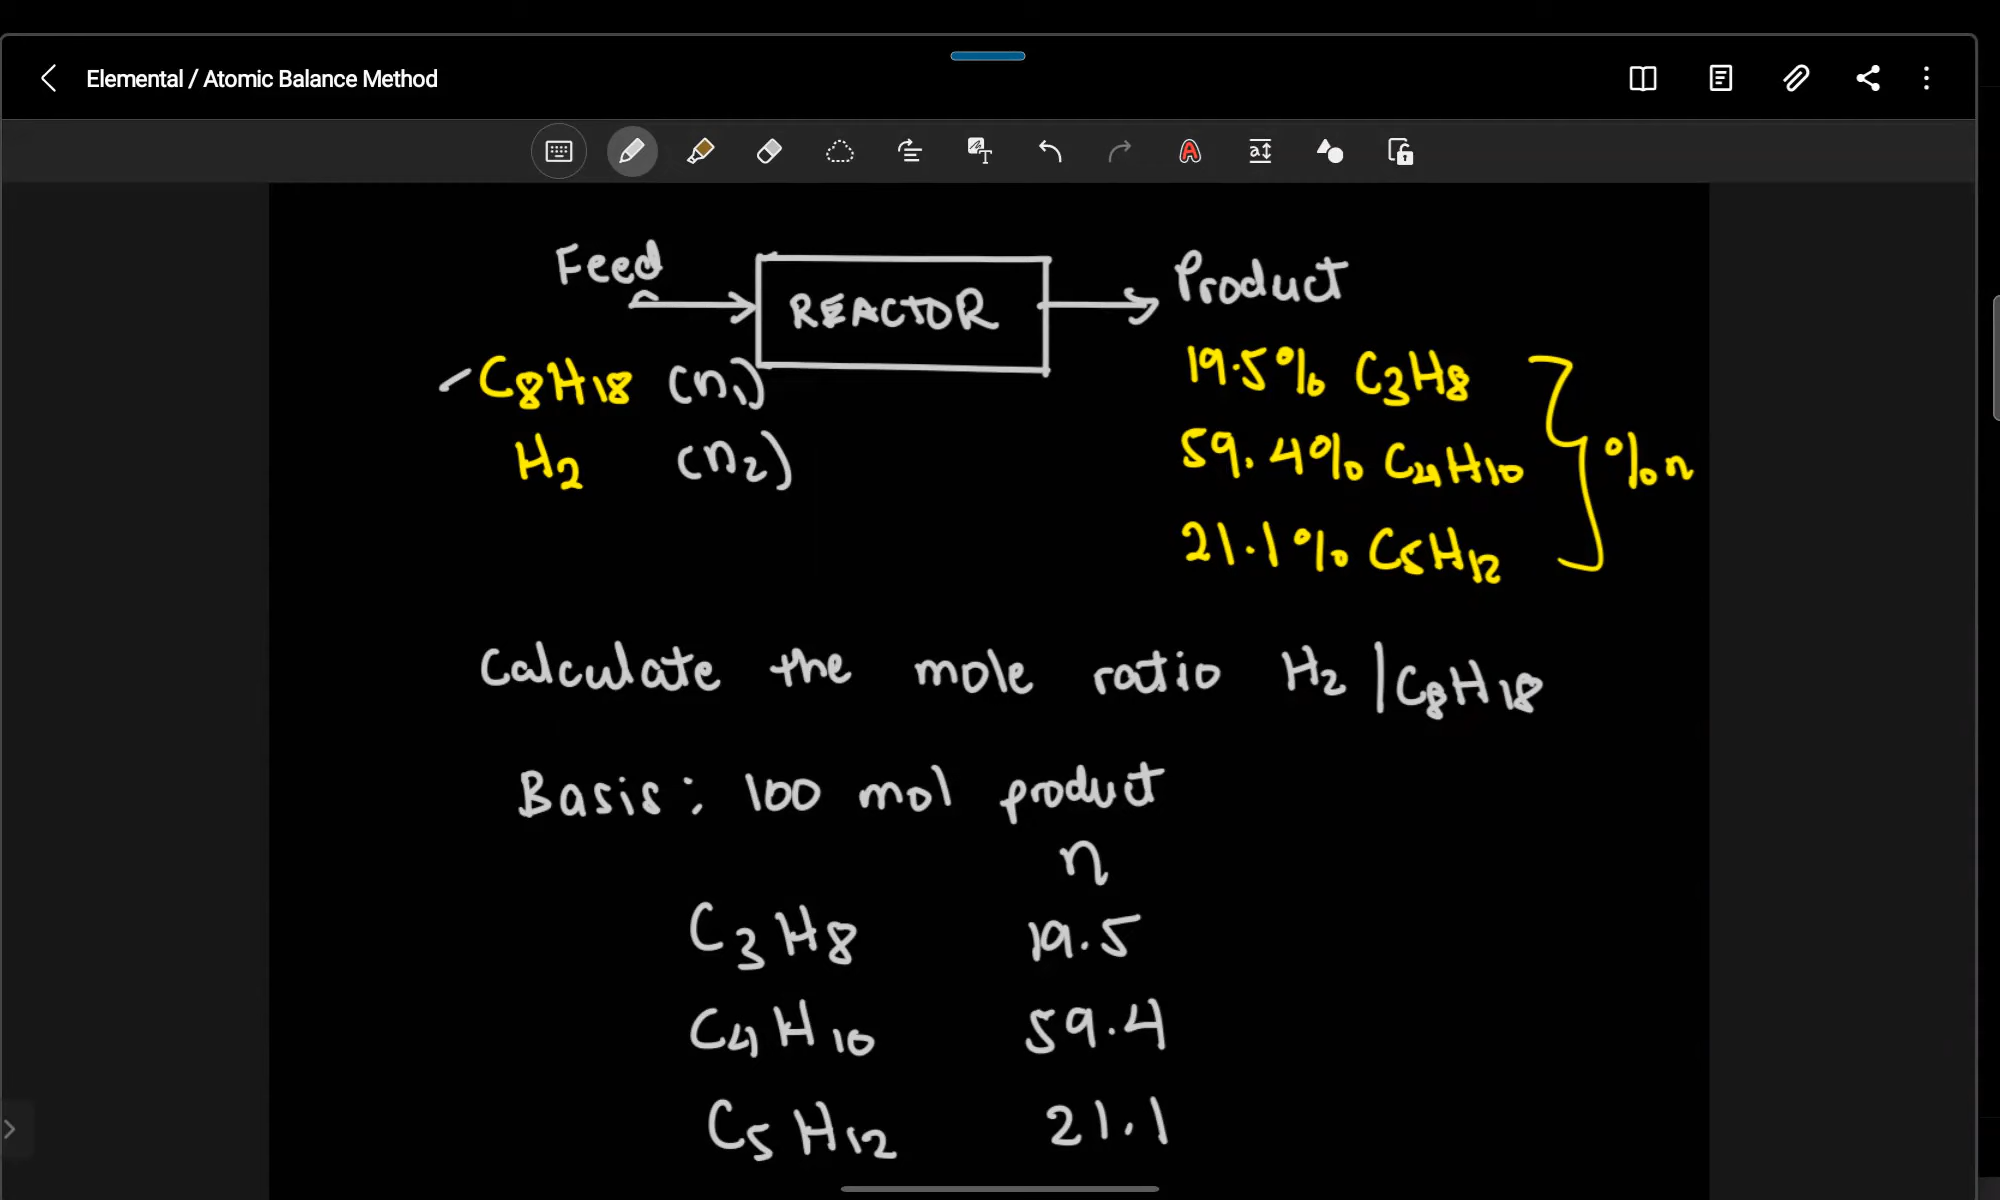 Elemental / Atomic Balance Method
Feed
REACTOR
Product
C8H18 (n1)
H2 (n2)
19.5% C3H8
59.4% C4H10
21.1% C5H12
%n
Calculate the mole ratio H2 | C8H18
Basis: 100 mol product
n
C3H8 19.5
C4H10 59.4
C5H12 21.1